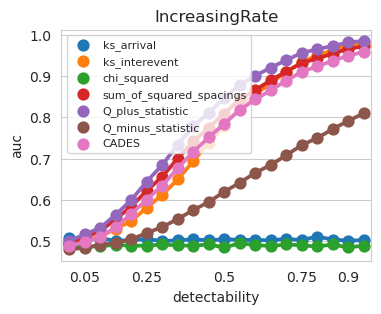 IncreasingRate
1.0
0.9
0.8
0.7
0.6
0.5
auc
ks_arrival
ks_interevent
chi_squared
sum_of_squared_spacings
Q_plus_statistic
Q_minus_statistic
CADES
0.05 0.25 0.5 0.75 0.9
detectability